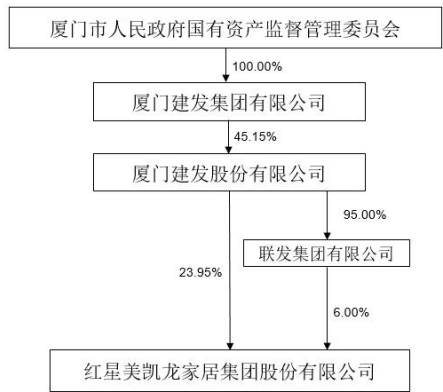 厦门市人民政府国有资产监督管理委员会
100.00%
厦门建发集团有限公司
45.15%
厦门建发股份有限公司
95.00%
联发集团有限公司
23.95%
6.00%
红星美凯龙家居集团股份有限公司